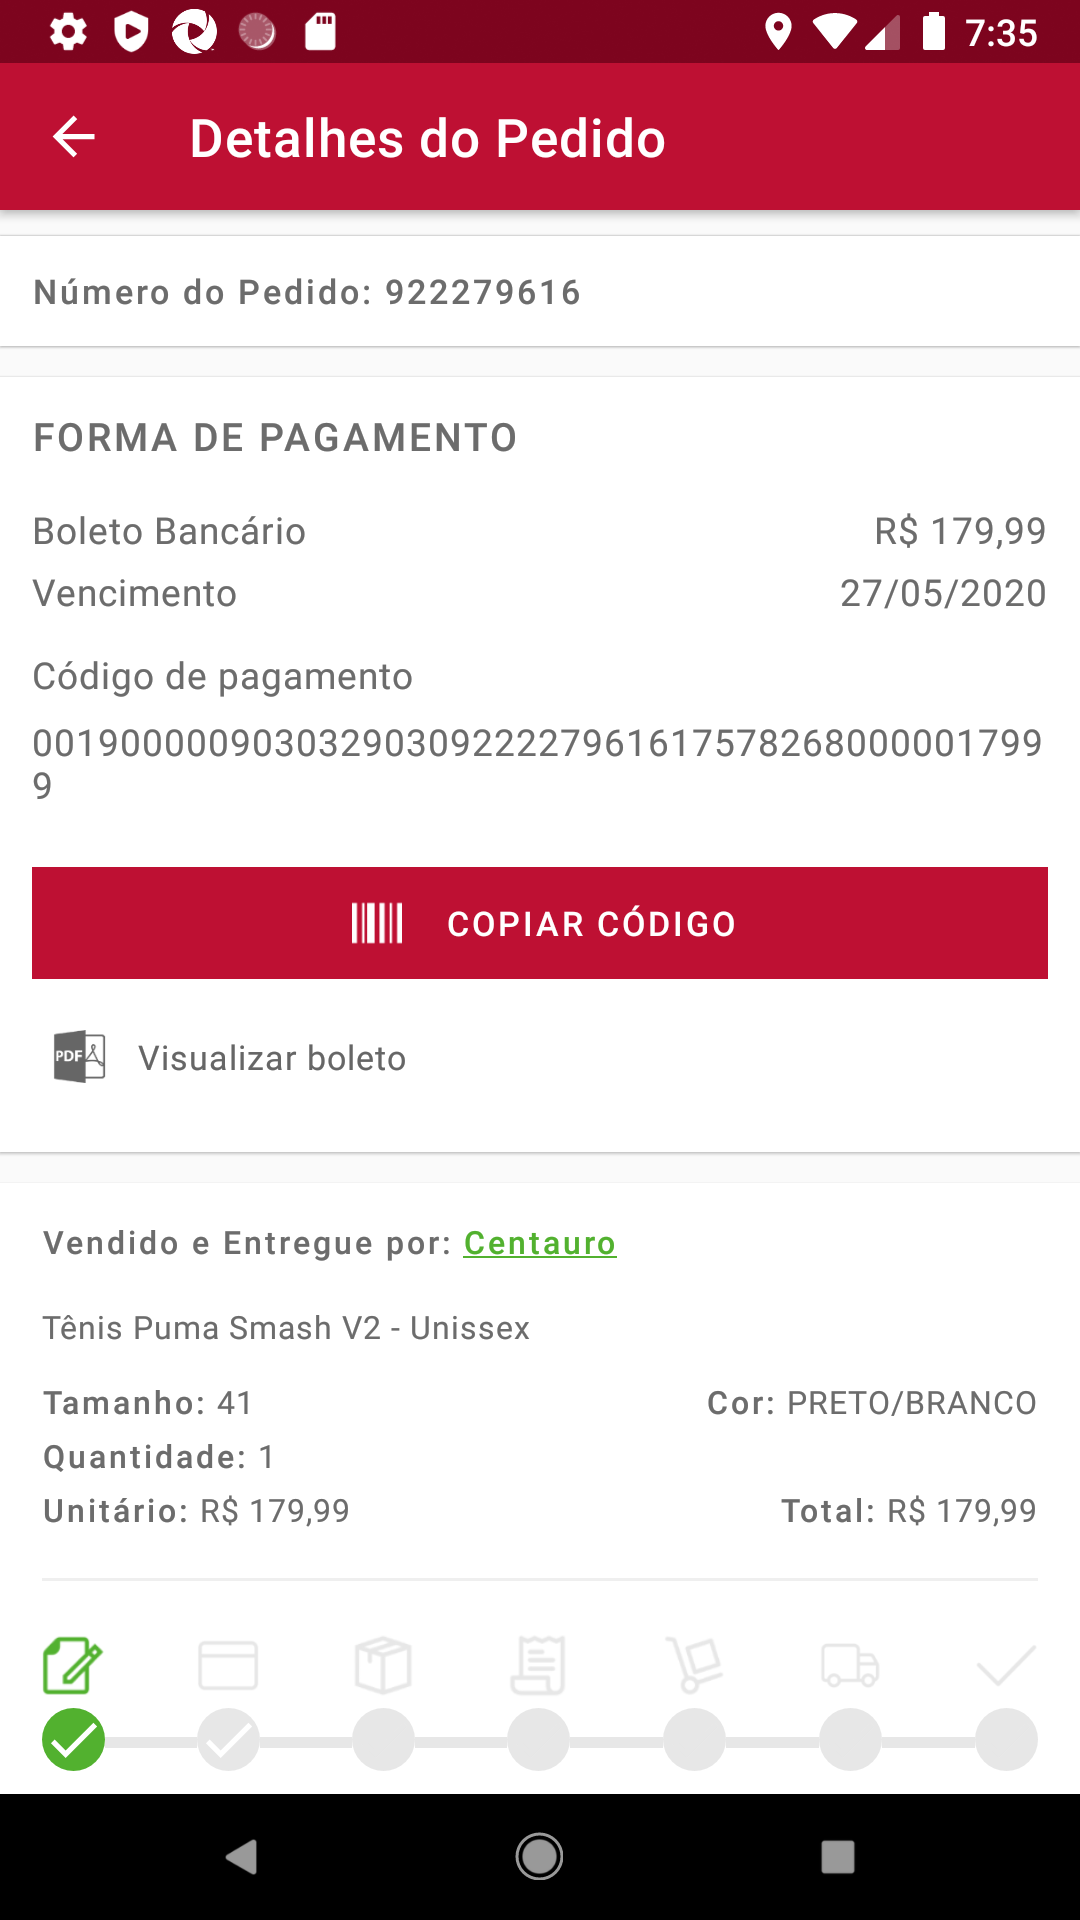 7:35
Detalhes do Pedido
Número do Pedido: 922279616
FORMA DE PAGAMENTO
Boleto Bancário R$ 179,99
Vencimento 27/05/2020
Código de pagamento
0019000009030329030922227961617578268000001799
9
COPIAR CÓDIGO
PDF Visualizar boleto
Vendido e Entregue por: Centauro
Tênis Puma Smash V2 - Unissex
Tamanho: 41 Cor: PRETO/BRANCO
Quantidade: 1
Unitário: R$ 179,99 Total: R$ 179,99